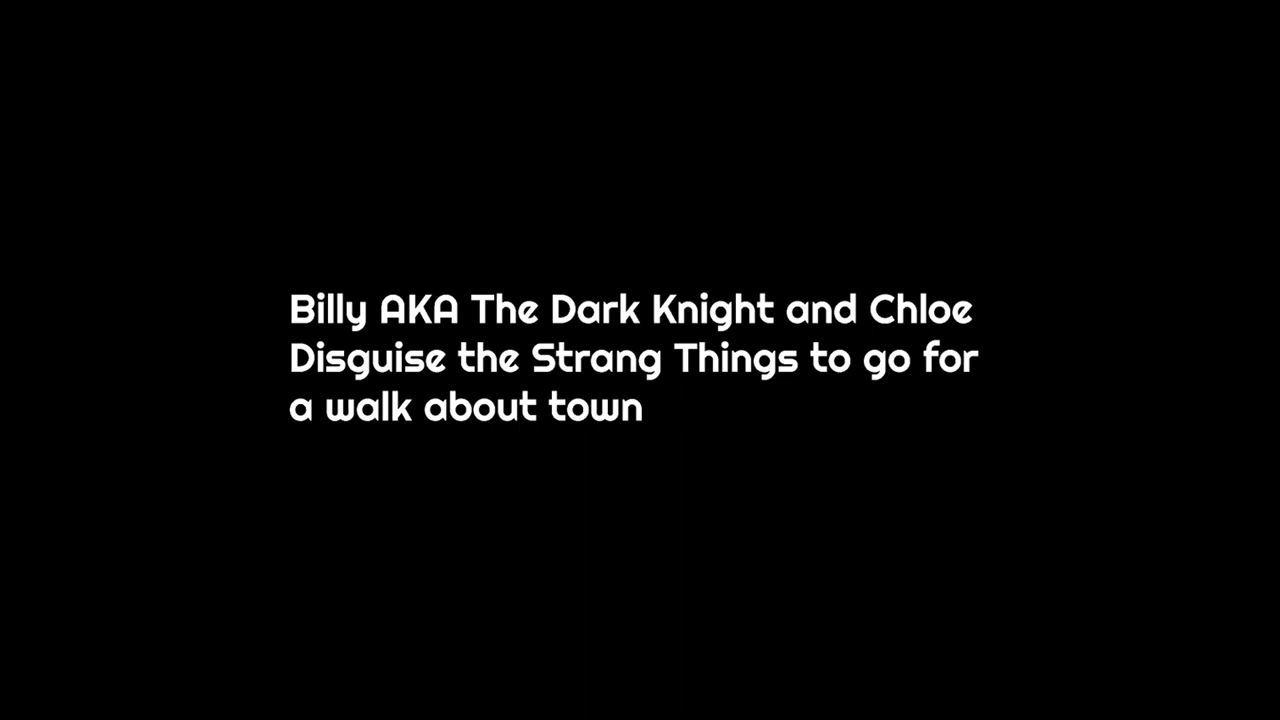 Billy AKA The Dark Knight and Chloe
Disguise the Strang Things to go for
a walk about town